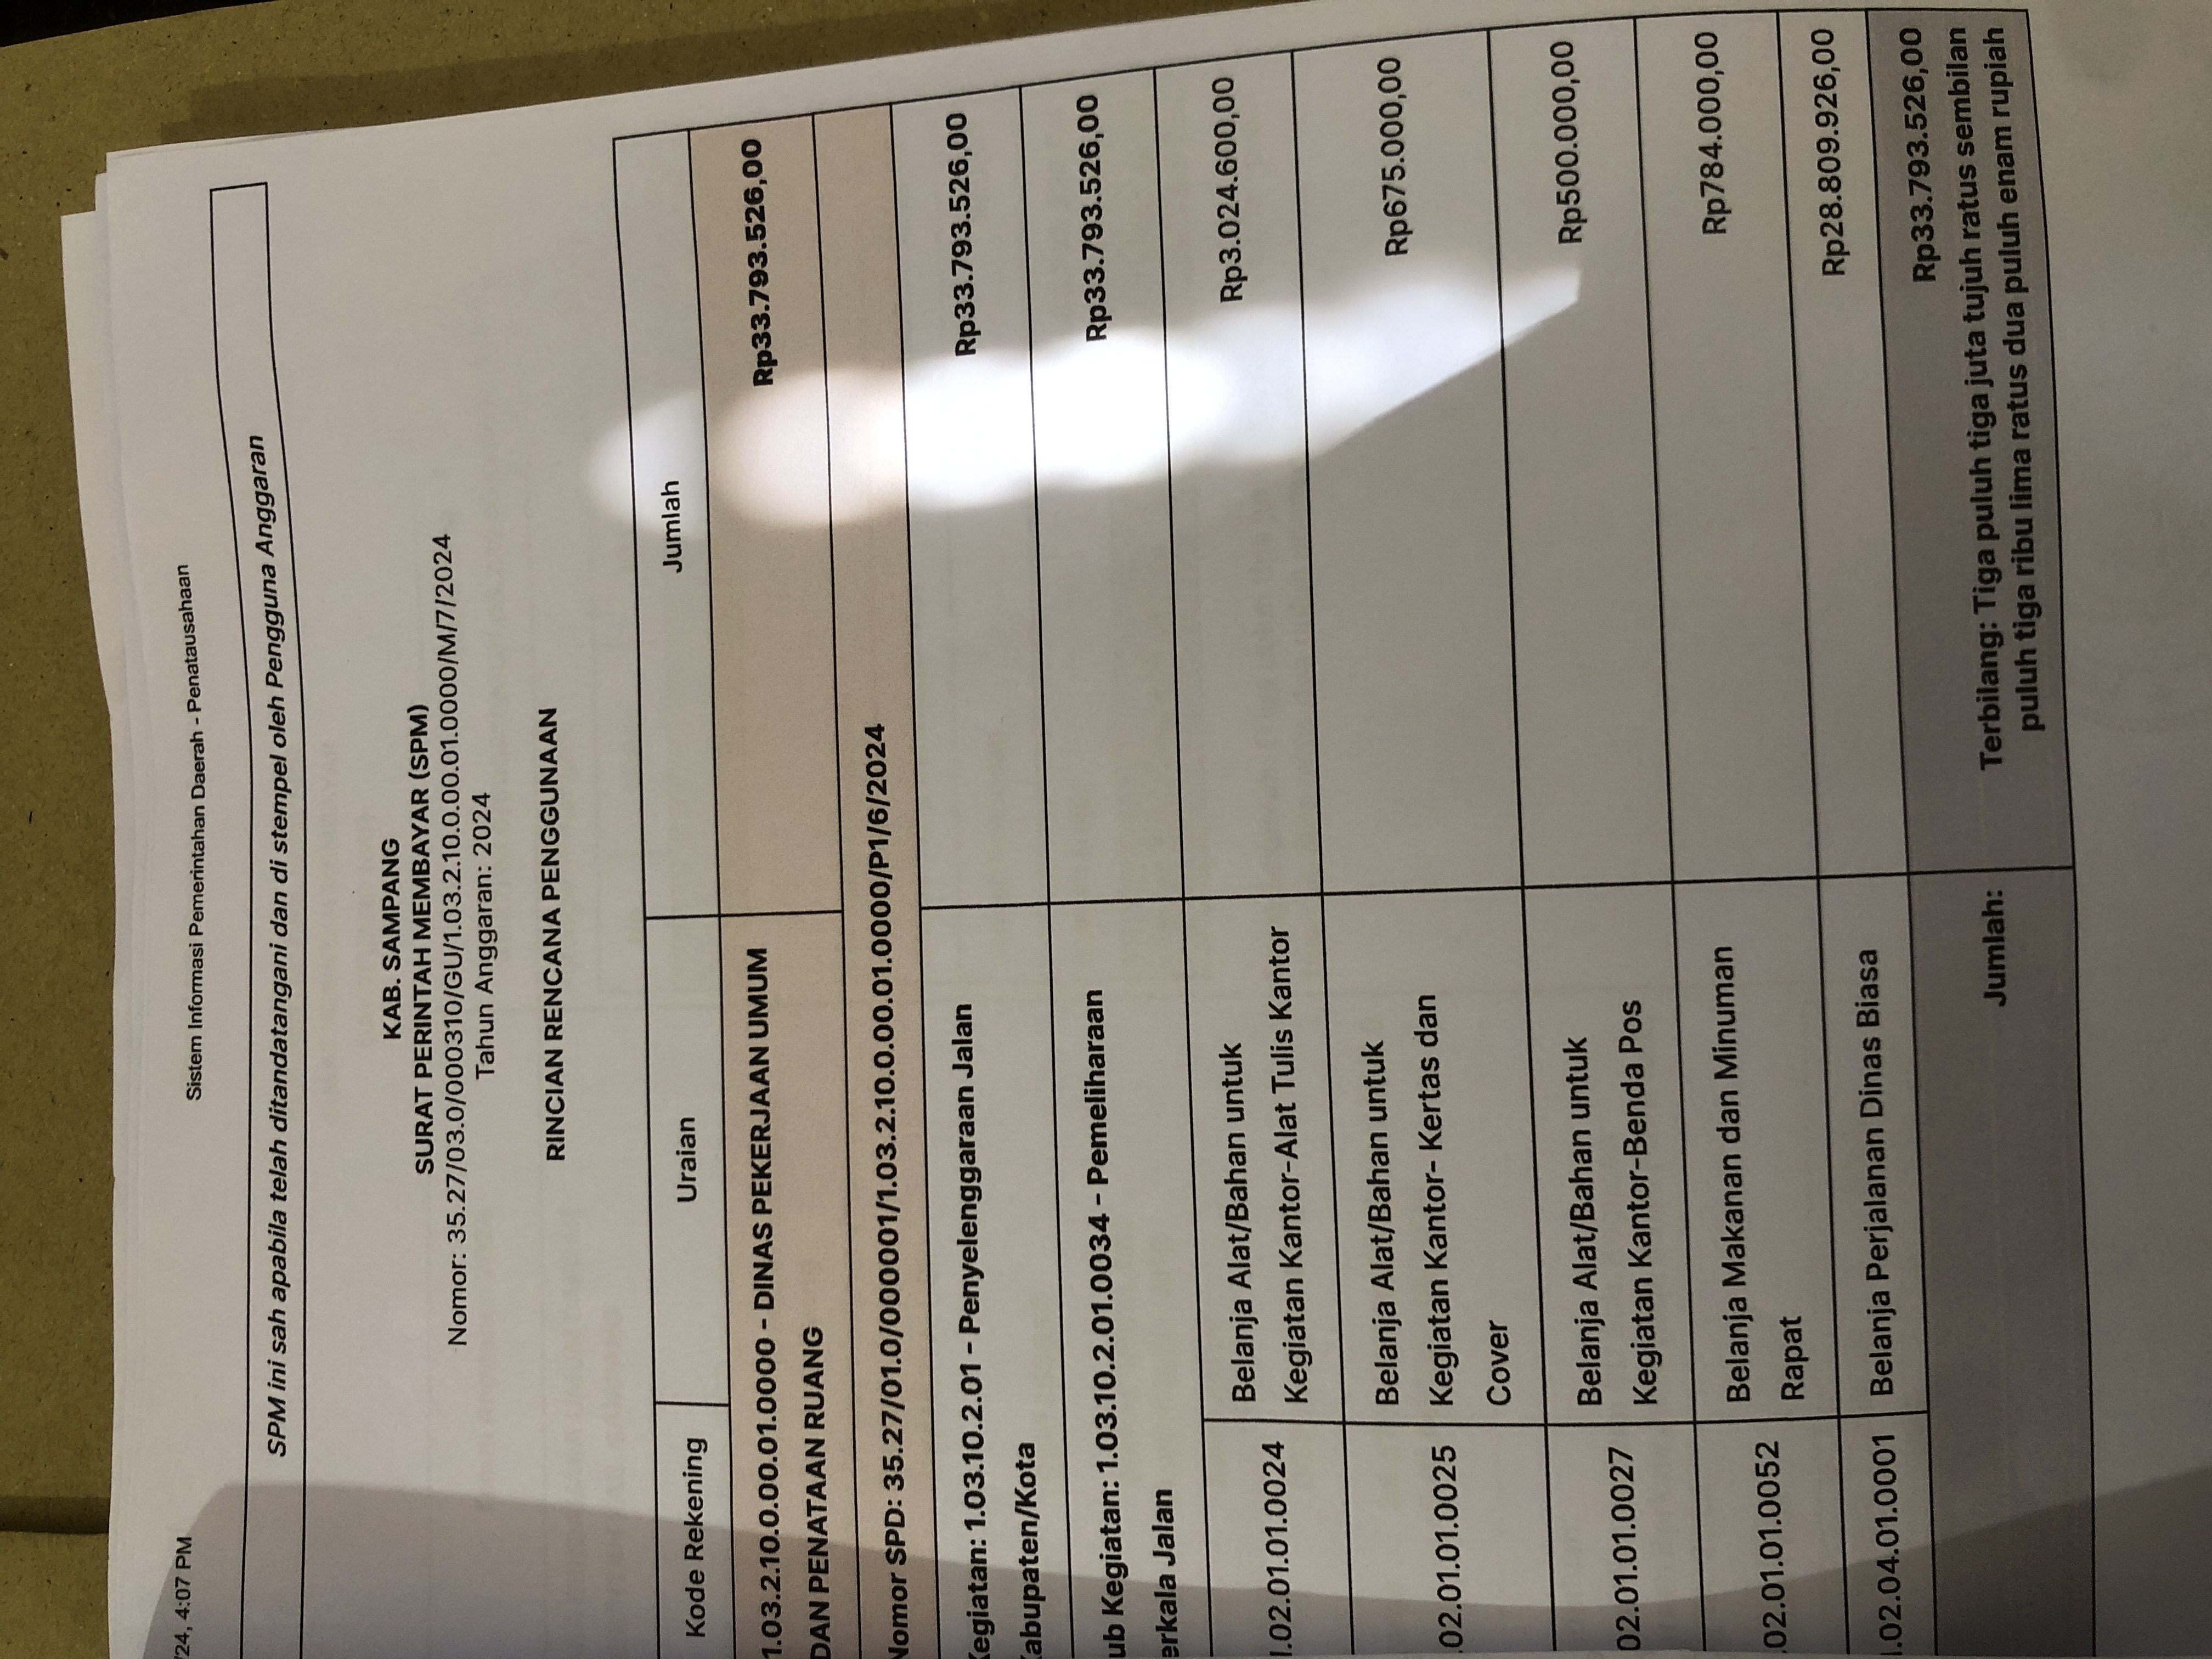 /24, 4:07 PM
Sistem Informasi Pemerintahan Daerah - Penatausahaan
SPM ini sah apabila telah ditandatangani dan di stempel oleh Pengguna Anggaran
KAB. SAMPANG
SURAT PERINTAH MEMBAYAR (SPM)
Nomor: 35.27/03.0/000310/GU/1.03.2.10.0.00.01.0000/M/7/2024
Tahun Anggaran: 2024
RINCIAN RENCANA PENGGUNAAN
Kode Rekening Uraian Jumlah
1.03.2.10.0.00.01.0000 - DINAS PEKERJAAN UMUM Rp33.793.526,00
DAN PENATAAN RUANG
Nomor SPD: 35.27/01.0/000001/1.03.2.10.0.00.01.0000/P1/6/2024
Kegiatan: 1.03.10.2.01 - Penyelenggaraan Jalan Rp33.793.526,00
Kabupaten/Kota
ub Kegiatan: 1.03.10.2.01.0034 - Pemeliharaan Rp33.793.526,00
erkala Jalan
.02.01.01.0024 Belanja Alat/Bahan untuk Rp3.024.600,00
Kegiatan Kantor-Alat Tulis Kantor
.02.01.01.0025 Belanja Alat/Bahan untuk Rp675.000,00
Kegiatan Kantor- Kertas dan
Cover
02.01.01.0027 Belanja Alat/Bahan untuk Rp500.000,00
Kegiatan Kantor-Benda Pos
.02.01.01.0052 Belanja Makanan dan Minuman Rp784.000,00
Rapat
.02.04.01.0001 Belanja Perjalanan Dinas Biasa Rp28.809.926,00
Rp33.793.526,00
Jumlah: Terbilang: Tiga puluh tiga juta tujuh ratus sembilan
puluh tiga ribu lima ratus dua puluh enam rupiah